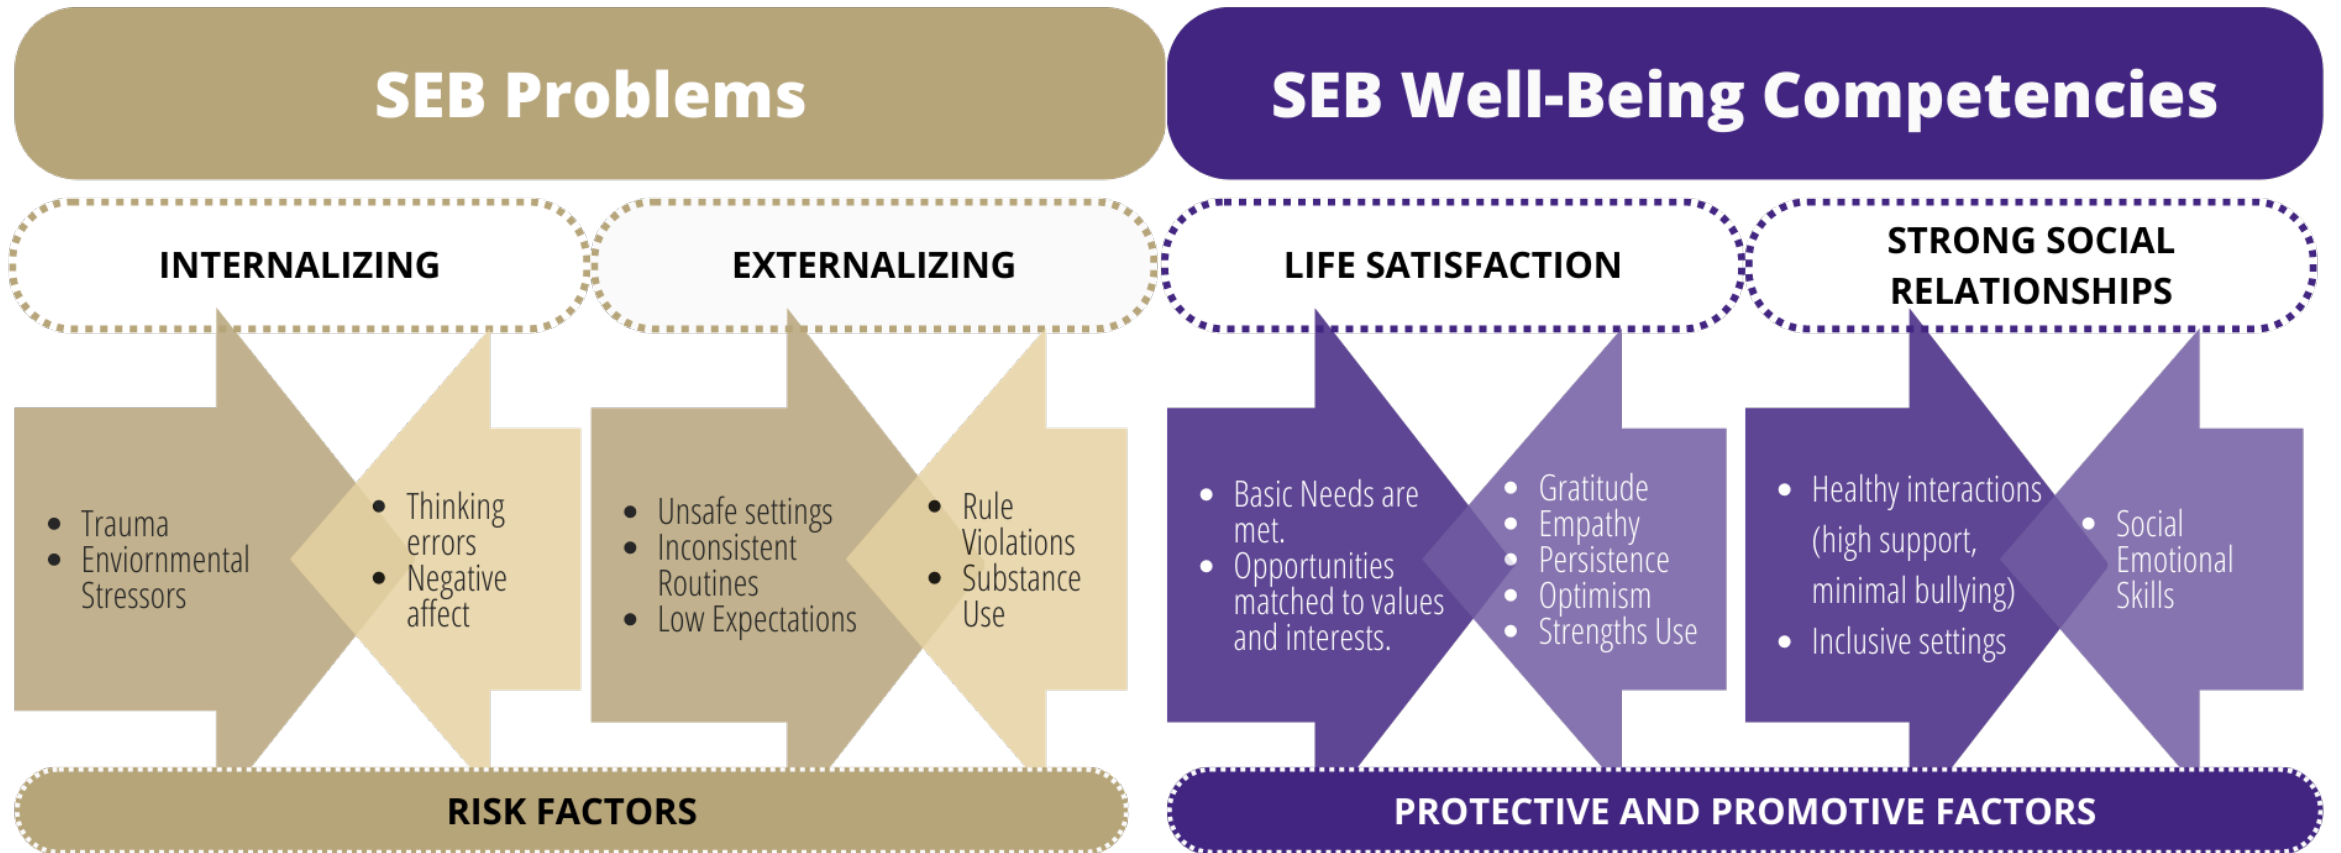 SEB Problems
SEB Well-Being Competencies
INTERNALIZING
EXTERNALIZING
LIFE SATISFACTION
STRONG SOCIAL
RELATIONSHIPS
• Trauma
• Enviornmental
Stressors
• Thinking
errors
• Negative
affect
• Unsafe settings
• Inconsistent
Routines
• Low Expectations
• Rule
Violations
• Substance
Use
• Basic Needs are
met.
• Opportunities
matched to values
and interests.
• Gratitude
• Empathy
• Persistence
• Optimism
• Strengths Use
• Healthy interactions
(high support,
minimal bullying)
• Inclusive settings
• Social
Emotional
Skills
RISK FACTORS
PROTECTIVE AND PROMOTIVE FACTORS